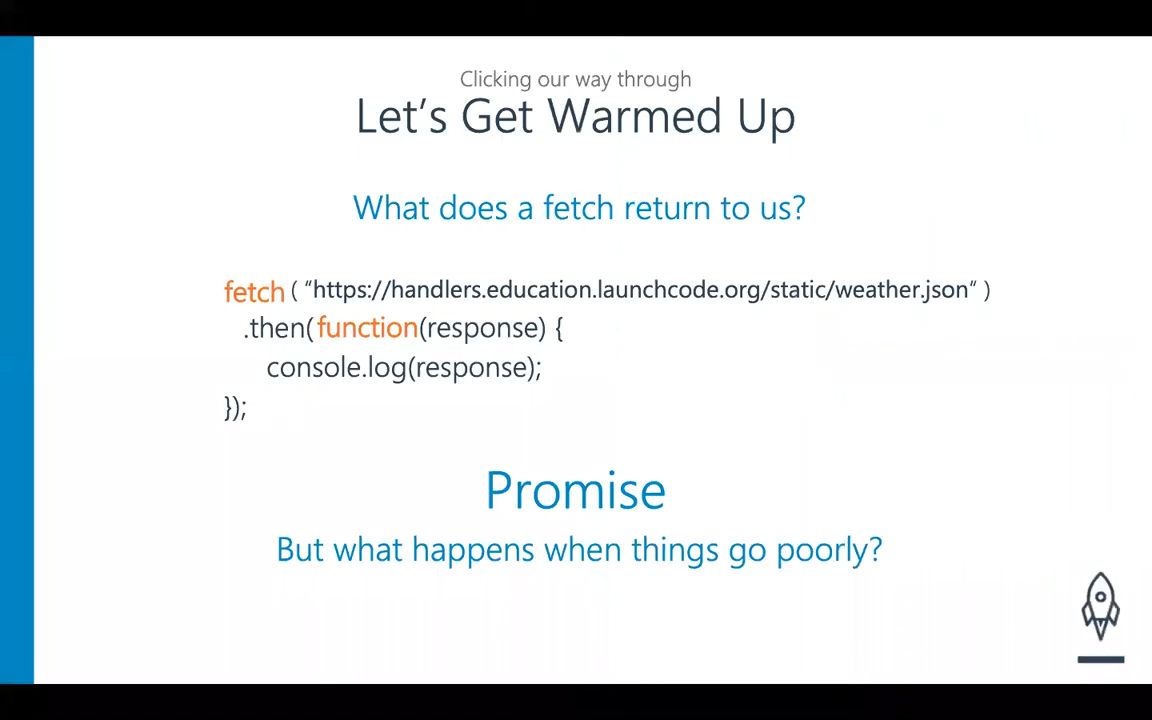 Clicking our way through
Let’s Get Warmed Up
What does a fetch return to us?
fetch ( “https://handlers.education.launchcode.org/static/weather.json“ )
.then(function(response) {
console.log(response);
});
Promise
But what happens when things go poorly?